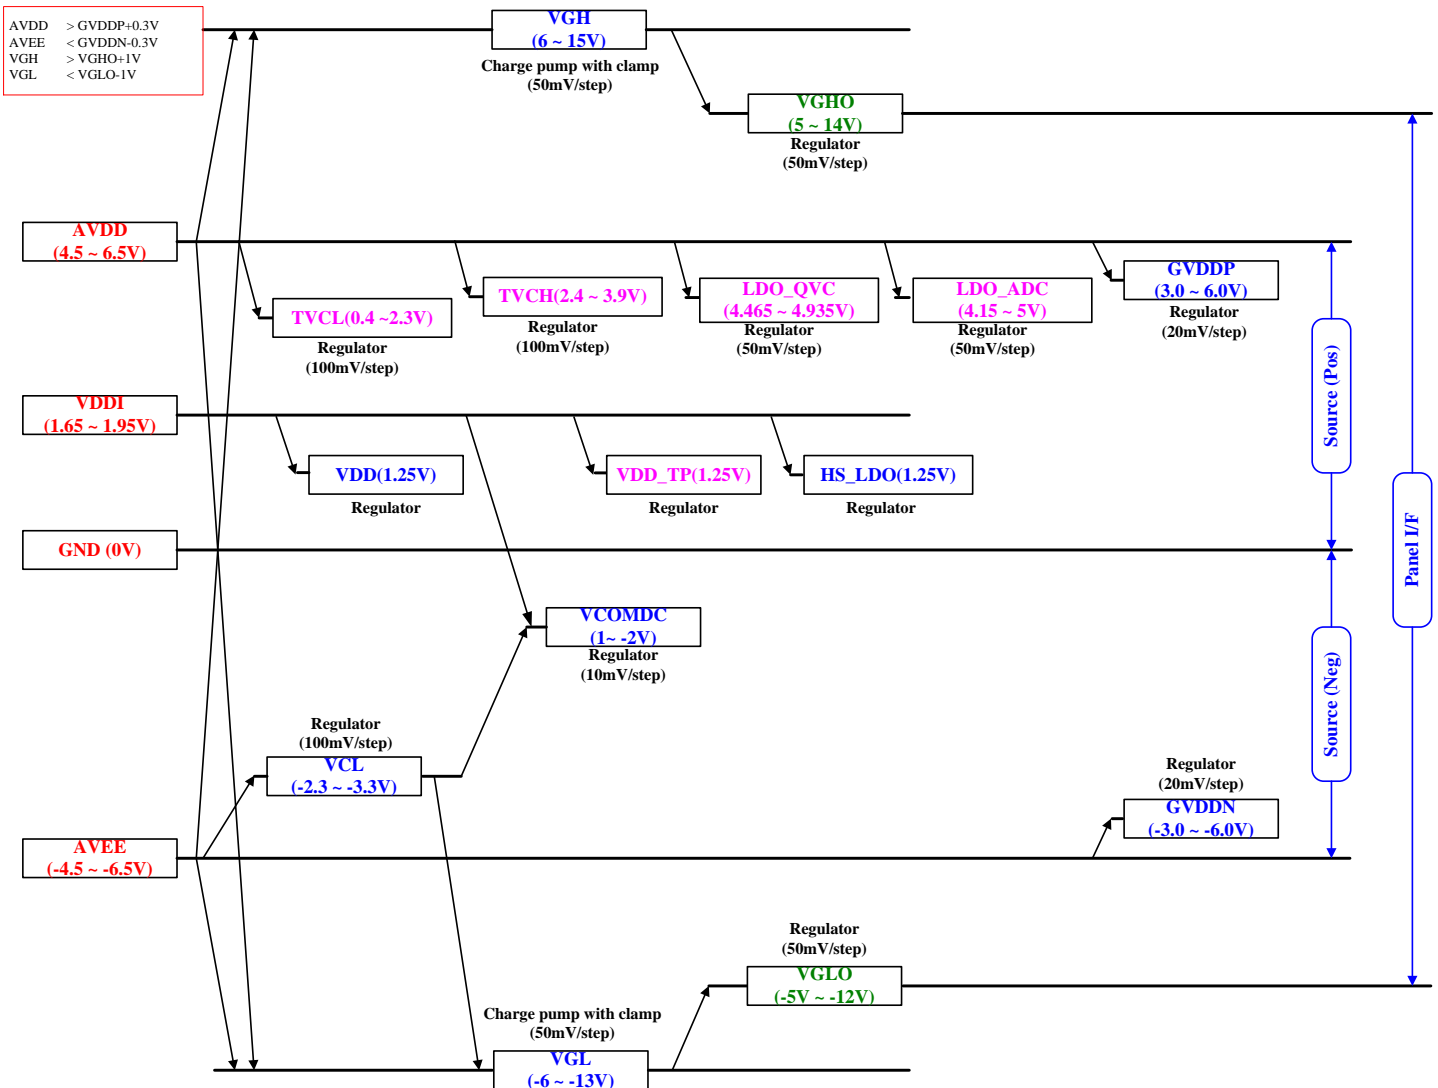 AVDD > GVDDP+0.3V
AVEE < GVDDN-0.3V
VGH > VGHO+1V
VGL < VGLO-1V
VGH
(6 ~ 15V)
Charge pump with clamp
(50mV/step)
VGHO
(5 ~ 14V)
Regulator
(50mV/step)
AVDD
(4.5 ~ 6.5V)
TVCL(0.4 ~2.3V)
Regulator
(100mV/step)
TVCH(2.4 ~ 3.9V)
Regulator
(100mV/step)
LDO_QVC
(4.465 ~ 4.935V)
Regulator
(50mV/step)
LDO_ADC
(4.15 ~ 5V)
Regulator
(50mV/step)
GVDDP
(3.0 ~ 6.0V)
Regulator
(20mV/step)
Source (Pos)
VDDI
(1.65 ~ 1.95V)
VDD(1.25V)
Regulator
VDD_TP(1.25V)
Regulator
HS_LDO(1.25V)
Regulator
Panel I/F
GND (0V)
VCOMDC
(1~ -2V)
Regulator
(10mV/step)
Source (Neg)
Regulator
(100mV/step)
VCL
(-2.3 ~ -3.3V)
Regulator
(20mV/step)
GVDDN
(-3.0 ~ -6.0V)
AVEE
(-4.5 ~ -6.5V)
Regulator
(50mV/step)
VGLO
(-5V ~ -12V)
Charge pump with clamp
(50mV/step)
VGL
(-6 ~ -13V)